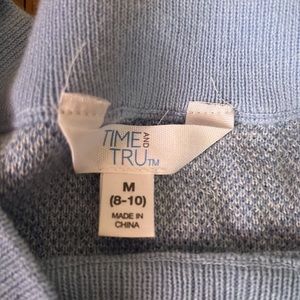 TIME AND
TRU™
M
(8-10)
MADE IN
CHINA